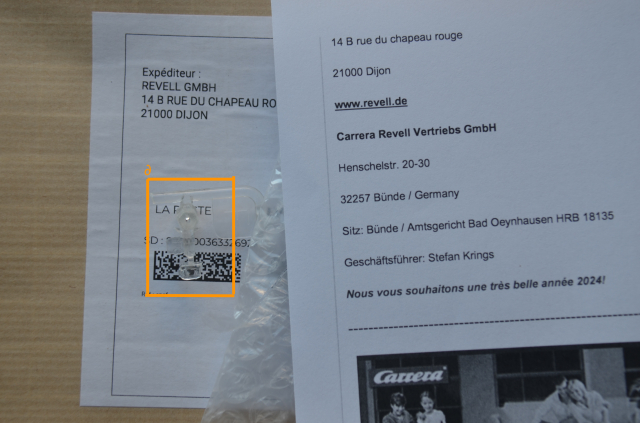 Expéditeur :
REVELL GMBH
14 B RUE DU CHAPEAU
21000 DIJON
d
LA
SD :
14 B rue du chapeau rouge
21000 Dijon
www.revell.de
Carrera Revell Vertriebs GmbH
Henschelstr. 20-30
32257 Bünde / Germany
Sitz: Bünde / Amtsgericht Bad Oeynhausen HRB 18135
Geschäftsführer: Stefan Krings
Nous vous souhaitons une très belle année 2024!
Carrera